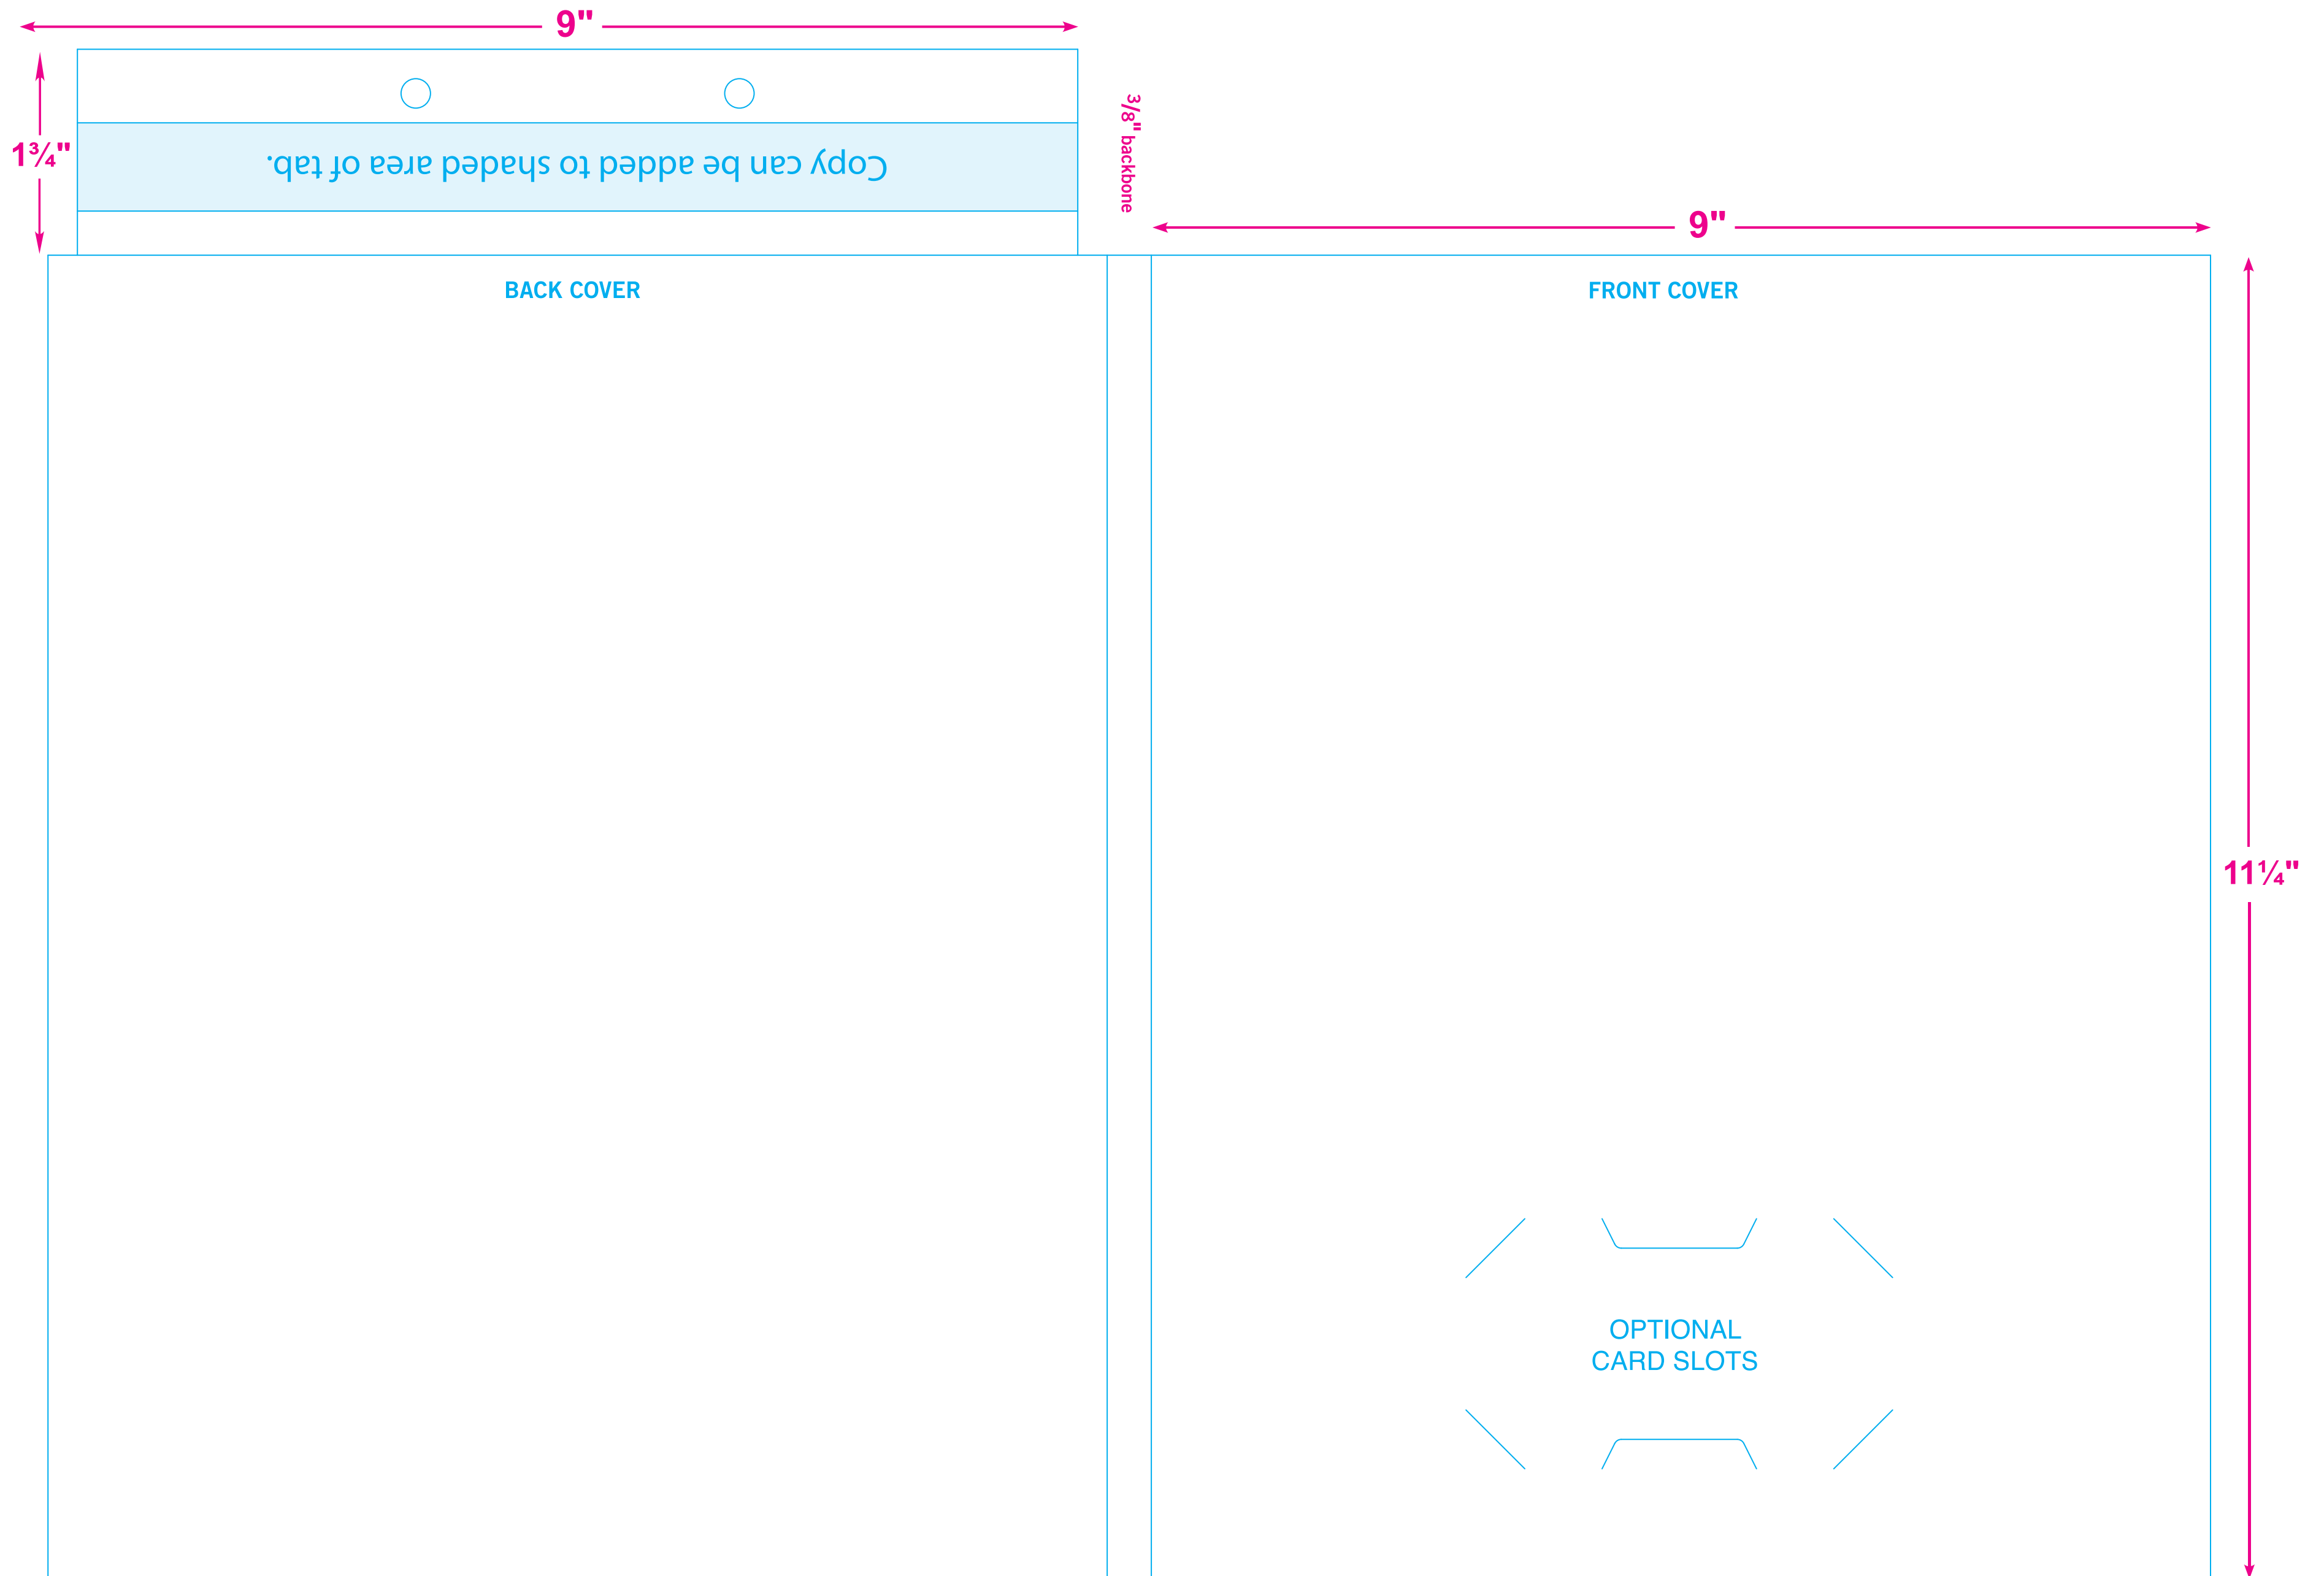 9"
1¾"
Copy can be added to shaded area of tab.
3/8" backbone
9"
BACK COVER
FRONT COVER
11¼"
OPTIONAL
CARD SLOTS